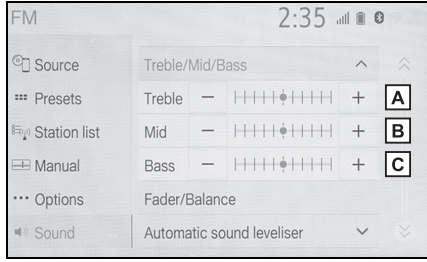 FM 2:35
Source
Presets
Station list
Manual
Options
Sound
Treble/Mid/Bass
Treble − + A
Mid − + B
Bass − + C
Fader/Balance
Automatic sound leveliser